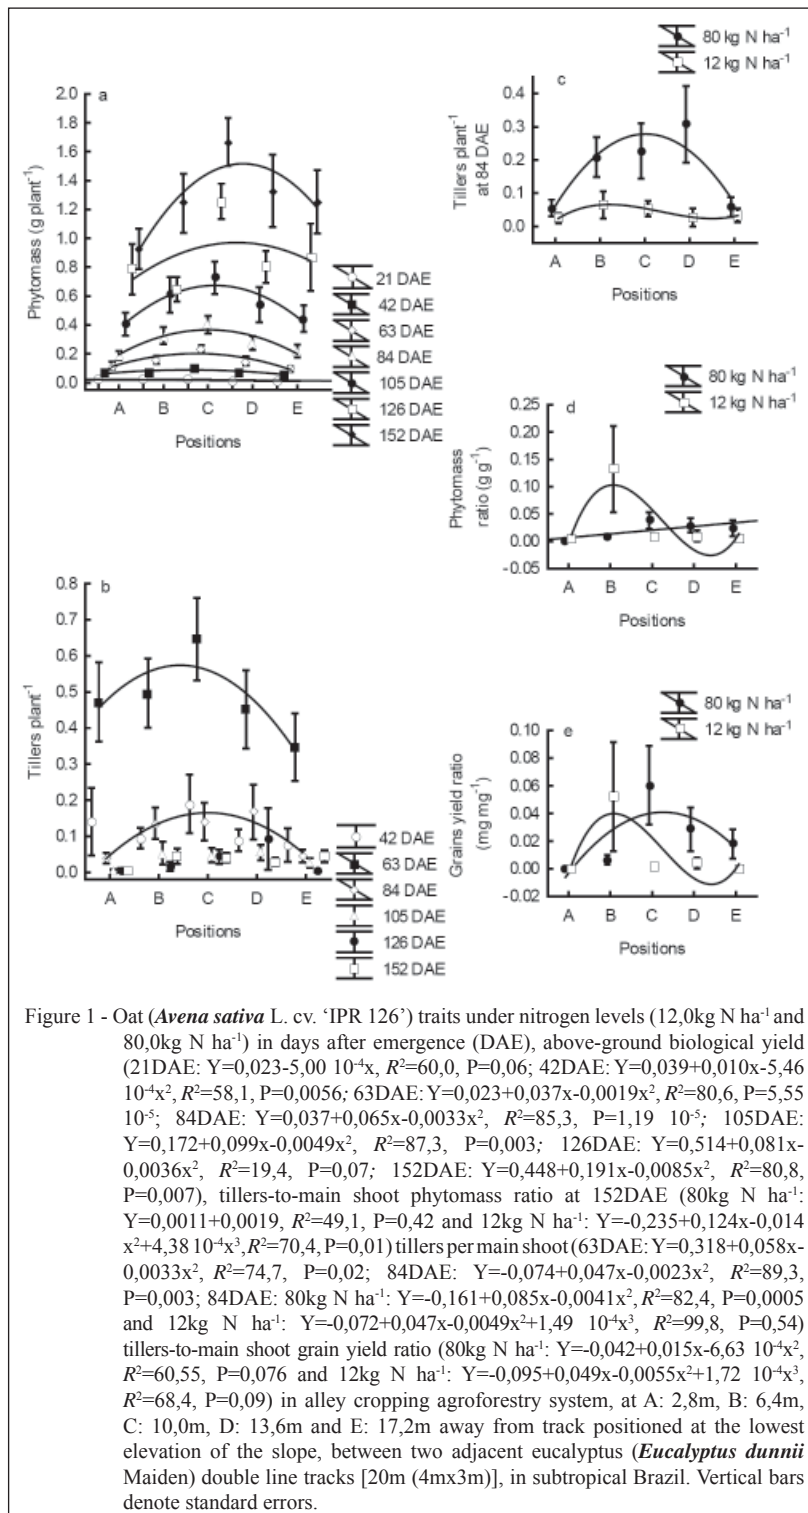 80 kg N ha⁻¹
12 kg N ha⁻¹
a
2.0
1.8
1.6
1.4
1.2
1.0
0.8
0.6
0.4
0.2
0.0
Phytomass (g plant⁻¹)
A B C D E
Positions
21 DAE
42 DAE
63 DAE
84 DAE
105 DAE
126 DAE
152 DAE
c
0.4
0.3
0.2
0.1
0.0
Tillers plant⁻¹
at 84 DAE
A B C D E
Positions
80 kg N ha⁻¹
12 kg N ha⁻¹
d
0.25
0.20
0.15
0.10
0.05
0.00
-0.05
Phytomass
ratio (g g⁻¹)
A B C D E
Positions
b
0.8
0.7
0.6
0.5
0.4
0.3
0.2
0.1
0.0
Tillers plant⁻¹
A B C D E
Positions
42 DAE
63 DAE
84 DAE
105 DAE
126 DAE
152 DAE
80 kg N ha⁻¹
12 kg N ha⁻¹
e
0.10
0.08
0.06
0.04
0.02
0.00
-0.02
Grains yield ratio
(mg mg⁻¹)
A B C D E
Positions
Figure 1 - Oat (Avena sativa L. cv. ‘IPR 126’) traits under nitrogen levels (12,0kg N ha⁻¹ and
80,0kg N ha⁻¹) in days after emergence (DAE), above-ground biological yield
(21DAE: Y=0,023-5,00 10⁻⁴x, R²=60,0, P=0,06; 42DAE: Y=0,039+0,010x-5,46
10⁻⁴x², R²=58,1, P=0,0056; 63DAE: Y=0,023+0,037x-0,0019x², R²=80,6, P=5,55
10⁻⁵; 84DAE: Y=0,037+0,065x-0,0033x², R²=85,3, P=1,19 10⁻⁵; 105DAE:
Y=0,172+0,099x-0,0049x², R²=87,3, P=0,003; 126DAE: Y=0,514+0,081x-
0,0036x², R²=19,4, P=0,07; 152DAE: Y=0,448+0,191x-0,0085x², R²=80,8,
P=0,007), tillers-to-main shoot phytomass ratio at 152DAE (80kg N ha⁻¹:
Y=0,0011+0,0019, R²=49,1, P=0,42 and 12kg N ha⁻¹: Y=-0,235+0,124x-0,014
x²+4,38 10⁻⁴x³, R²=70,4, P=0,01) tillers per main shoot (63DAE: Y=0,318+0,058x-
0,0033x², R²=74,7, P=0,02; 84DAE: Y=-0,074+0,047x-0,0023x², R²=89,3,
P=0,003; 84DAE: 80kg N ha⁻¹: Y=-0,161+0,085x-0,0041x², R²=82,4, P=0,0005
and 12kg N ha⁻¹: Y=-0,072+0,047x-0,0049x²+1,49 10⁻⁴x³, R²=99,8, P=0,54)
tillers-to-main shoot grain yield ratio (80kg N ha⁻¹: Y=-0,042+0,015x-6,63 10⁻⁴x²,
R²=60,55, P=0,076 and 12kg N ha⁻¹: Y=-0,095+0,049x-0,0055x²+1,72 10⁻⁴x³,
R²=68,4, P=0,09) in alley cropping agroforestry system, at A: 2,8m, B: 6,4m,
C: 10,0m, D: 13,6m and E: 17,2m away from track positioned at the lowest
elevation of the slope, between two adjacent eucalyptus (Eucalyptus dunnii
Maiden) double line tracks [20m (4mx3m)], in subtropical Brazil. Vertical bars
denote standard errors.